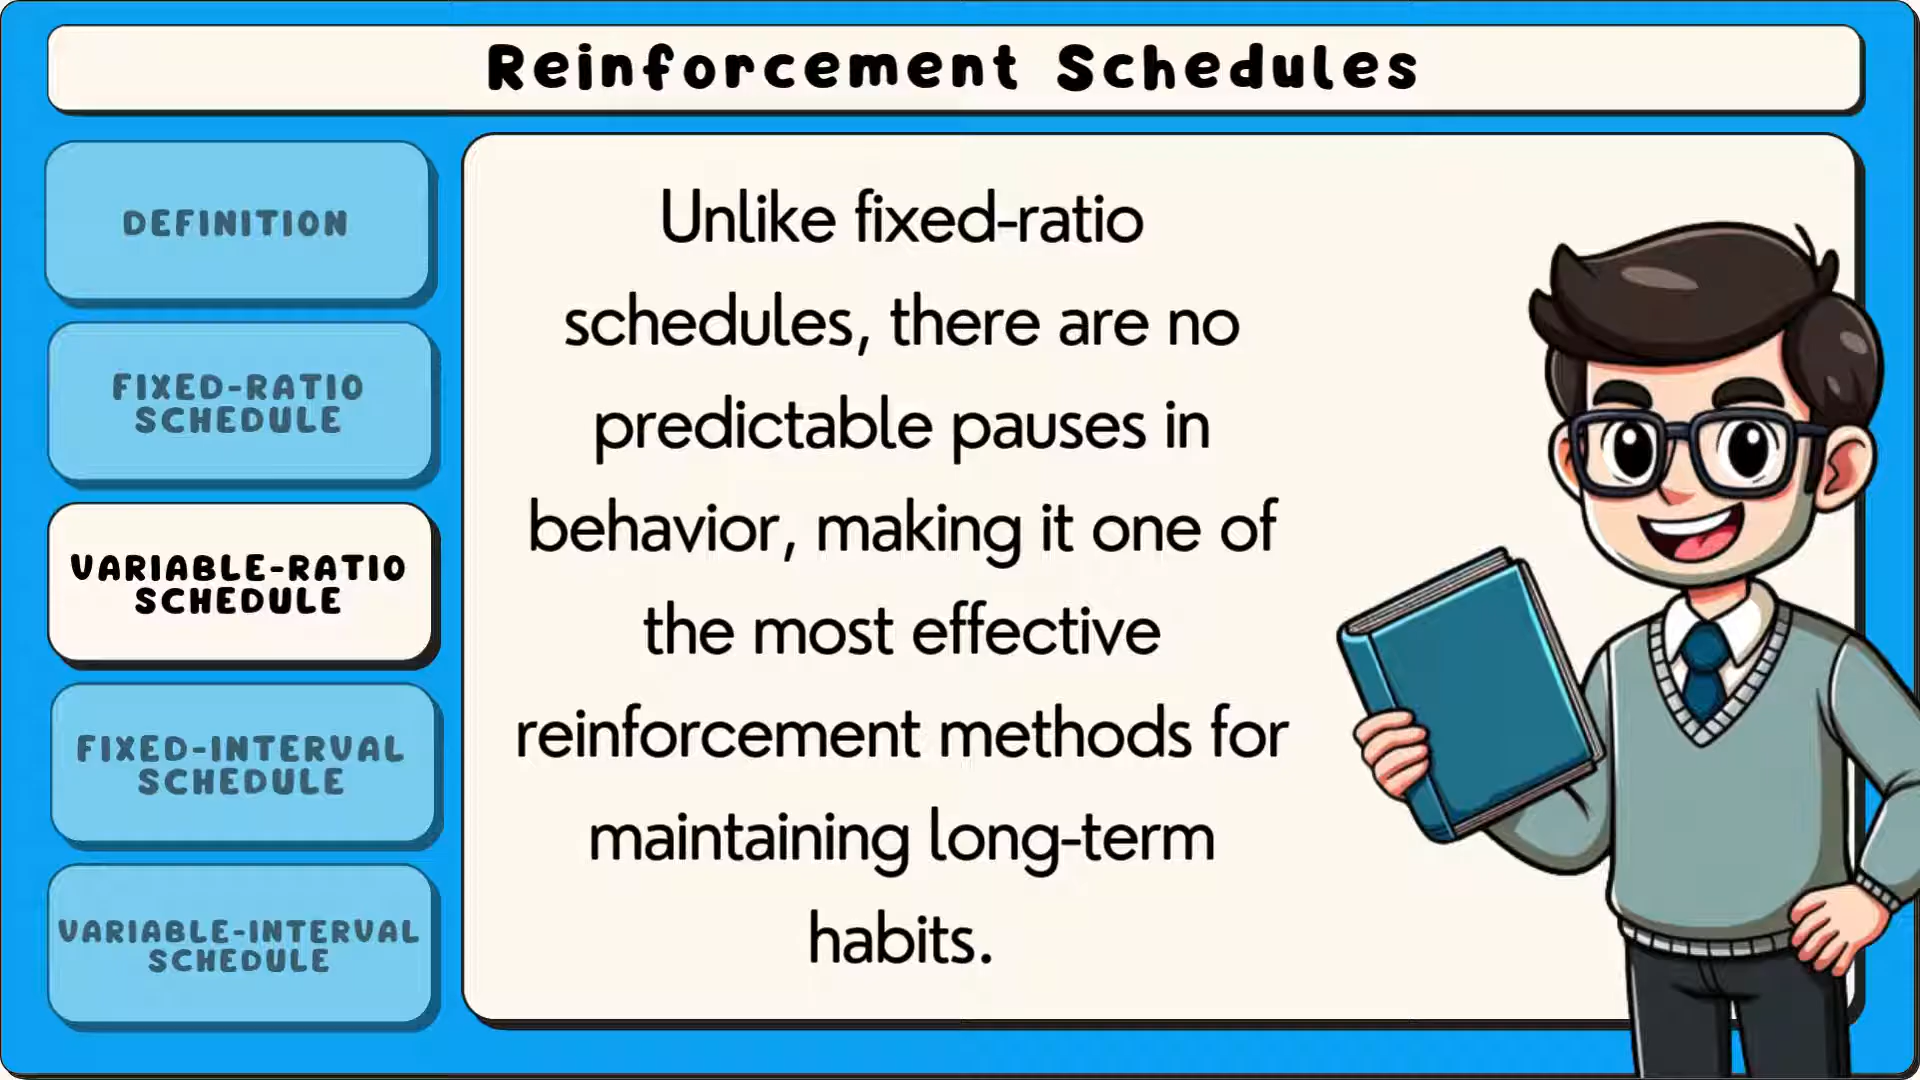 Reinforcement Schedules
DEFINITION
FIXED-RATIO
SCHEDULE
VARIABLE-RATIO
SCHEDULE
FIXED-INTERVAL
SCHEDULE
VARIABLE-INTERVAL
SCHEDULE
Unlike fixed-ratio
schedules, there are no
predictable pauses in
behavior, making it one of
the most effective
reinforcement methods for
maintaining long-term
habits.